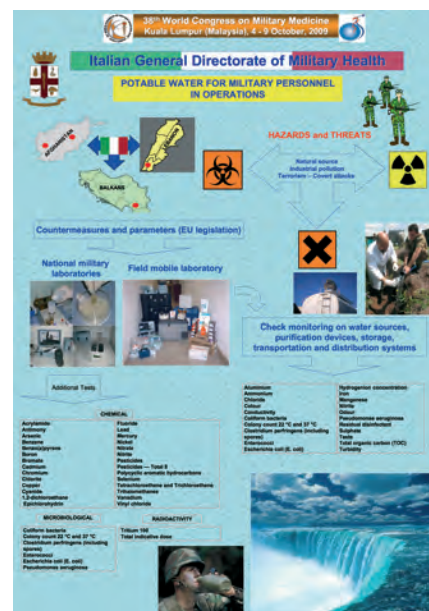 38th World Congress on Military Medicine
Kuala Lumpur (Malaysia), 4 - 9 October, 2009
Italian General Directorate of Military Health
POTABLE WATER FOR MILITARY PERSONNEL
IN OPERATIONS
HAZARDS and THREATS
AFGHANISTAN
LEBANON
BALKANS
Natural source
Industrial pollution
Terrorism – Covert attacks
Countermeasures and parameters (EU legislation)
National military
laboratories
Field mobile laboratory
Check monitoring on water sources,
purification devices, storage,
transportation and distribution systems
Additional Tests
Aluminium
Ammonium
Chloride
Colour
Conductivity
Coliform bacteria
Colony count 22 °C and 37 °C
Clostridium perfringens (including
spores)
Enterococci
Escherichia coli (E. coli)
Hydrogenion concentration
Iron
Manganese
Nitrite
Odour
Pseudomonas aeruginosa
Residual disinfectant
Sulphate
Taste
Total organic carbon (TOC)
Turbidity
CHEMICAL
Acrylamide
Antimony
Arsenic
Benzene
Benzo(a)pyrene
Boron
Bromate
Cadmium
Chromium
Chlorite
Copper
Cyanide
1,2-dichloroethane
Epichlorohydrin
Fluoride
Lead
Mercury
Nickel
Nitrate
Nitrite
Pesticides
Pesticides — Total
Polycyclic aromatic hydrocarbons
Selenium
Tetrachloroethene and Trichloroethene
Trihalomethanes
Vanadium
Vinyl chloride
MICROBIOLOGICAL
Coliform bacteria
Colony count 22 °C and 37 °C
Clostridium perfringens (including
spores)
Enterococci
Escherichia coli (E. coli)
Pseudomonas aeruginosa
RADIOACTIVITY
Tritium 100
Total indicative dose